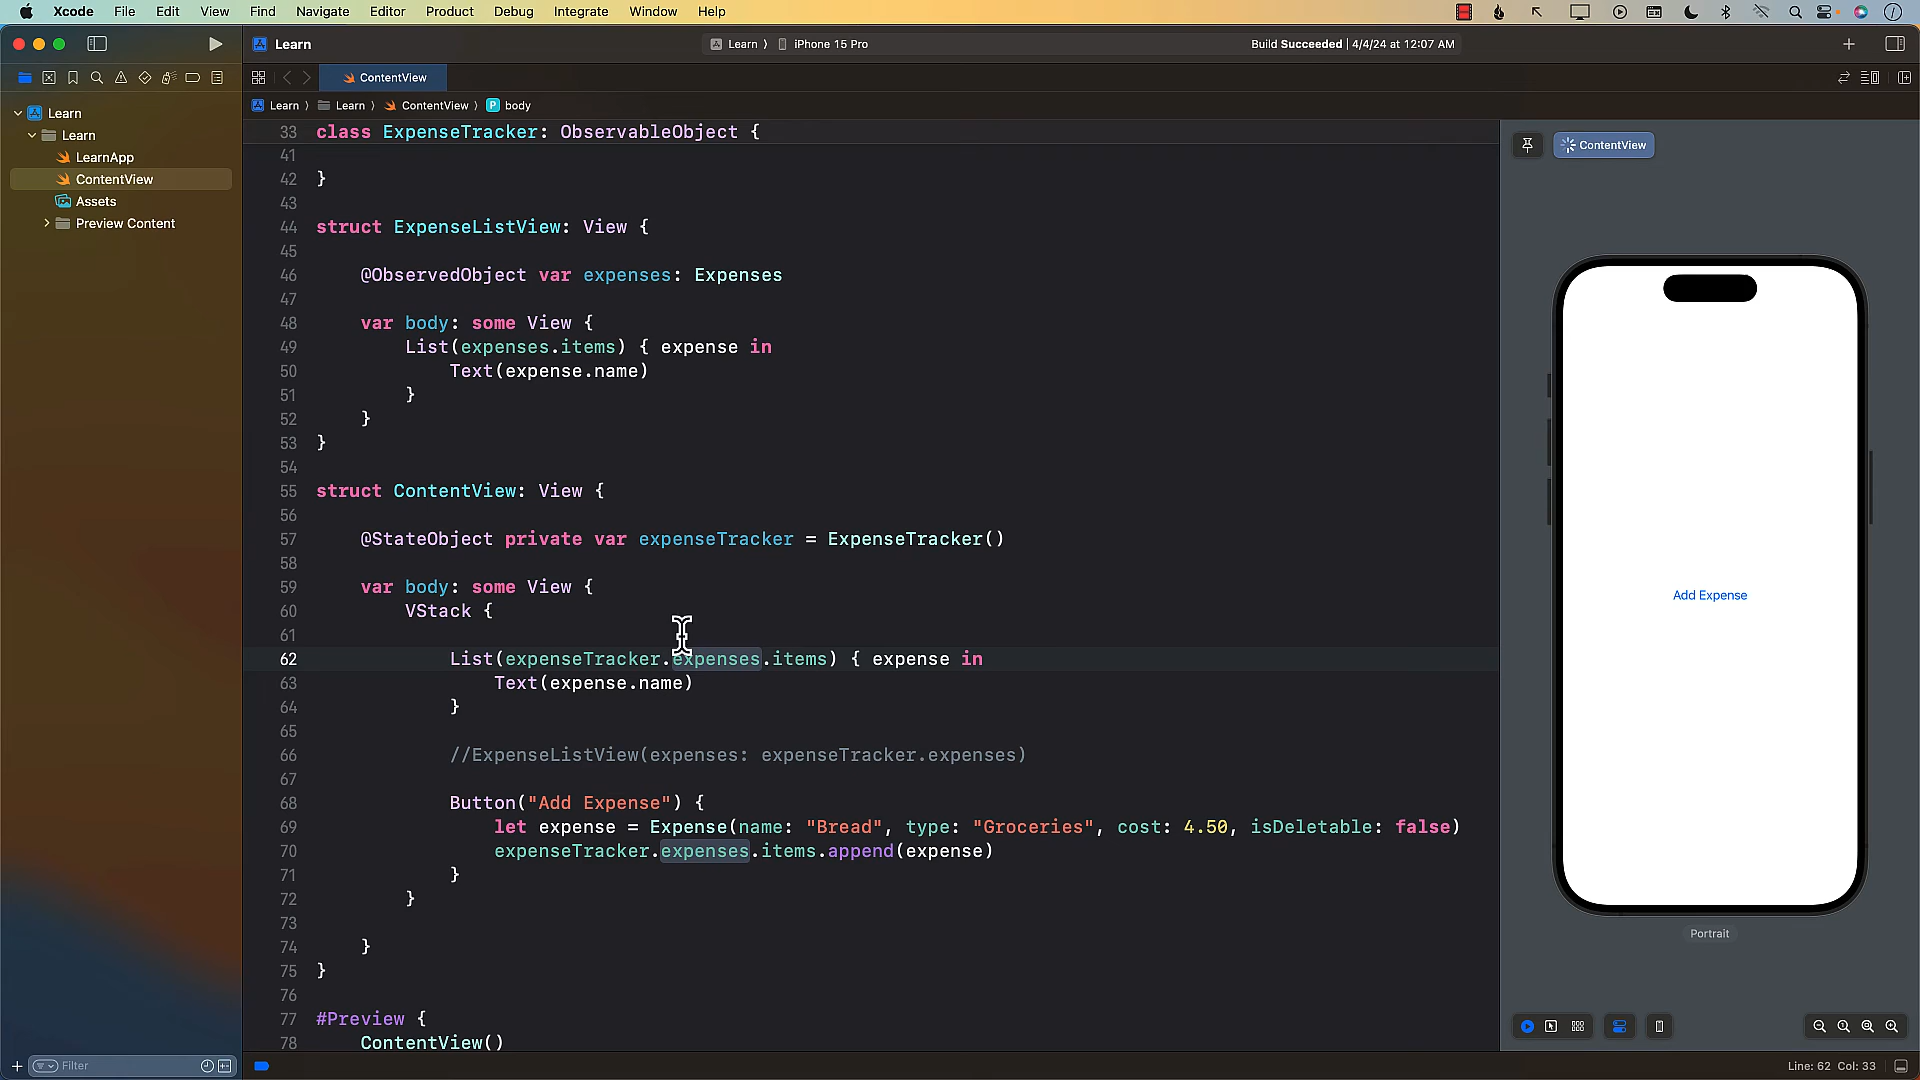 Xcode File Edit View Find Navigate Editor Product Debug Integrate Window Help
Learn
Learn ⟩ iPhone 15 Pro
Build Succeeded | 4/4/24 at 12:07 AM
ContentView
Learn ⟩ Learn ⟩ ContentView ⟩ P body
Learn
Learn
LearnApp
ContentView
Assets
Preview Content
33 class ExpenseTracker: ObservableObject {
41
42 }
43
44 struct ExpenseListView: View {
45
46 @ObservedObject var expenses: Expenses
47
48 var body: some View {
49 List(expenses.items) { expense in
50 Text(expense.name)
51 }
52 }
53 }
54
55 struct ContentView: View {
56
57 @StateObject private var expenseTracker = ExpenseTracker()
58
59 var body: some View {
60 VStack {
61
62 List(expenseTracker.expenses.items) { expense in
63 Text(expense.name)
64 }
65
66 //ExpenseListView(expenses: expenseTracker.expenses)
67
68 Button("Add Expense") {
69 let expense = Expense(name: "Bread", type: "Groceries", cost: 4.50, isDeletable: false)
70 expenseTracker.expenses.items.append(expense)
71 }
72 }
73
74 }
75 }
76
77 #Preview {
78 ContentView()
ContentView
Add Expense
Portrait
Filter
Line: 62 Col: 33